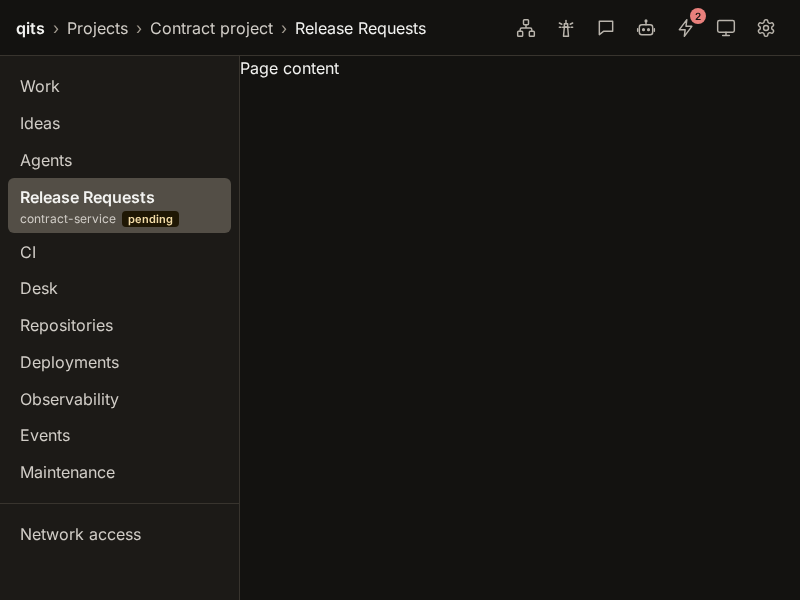 qits › Projects › Contract project › Release Requests
2
Page content
Work
Ideas
Agents
Release Requests
contract-service pending
CI
Desk
Repositories
Deployments
Observability
Events
Maintenance
Network access